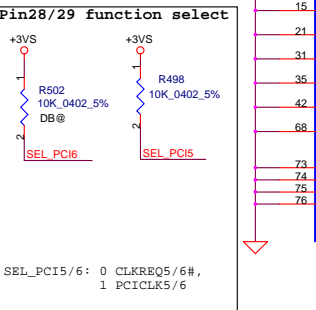 Pin28/29 function select
+3VS
+3VS
1
1
R502
10K_0402_5%
DB@
R498
10K_0402_5%
2
2
SEL_PCI6
SEL_PCI5
SEL_PCI5/6: 0 CLKREQ5/6#,
1 PCICLK5/6
15
21
31
35
42
68
73
74
75
76